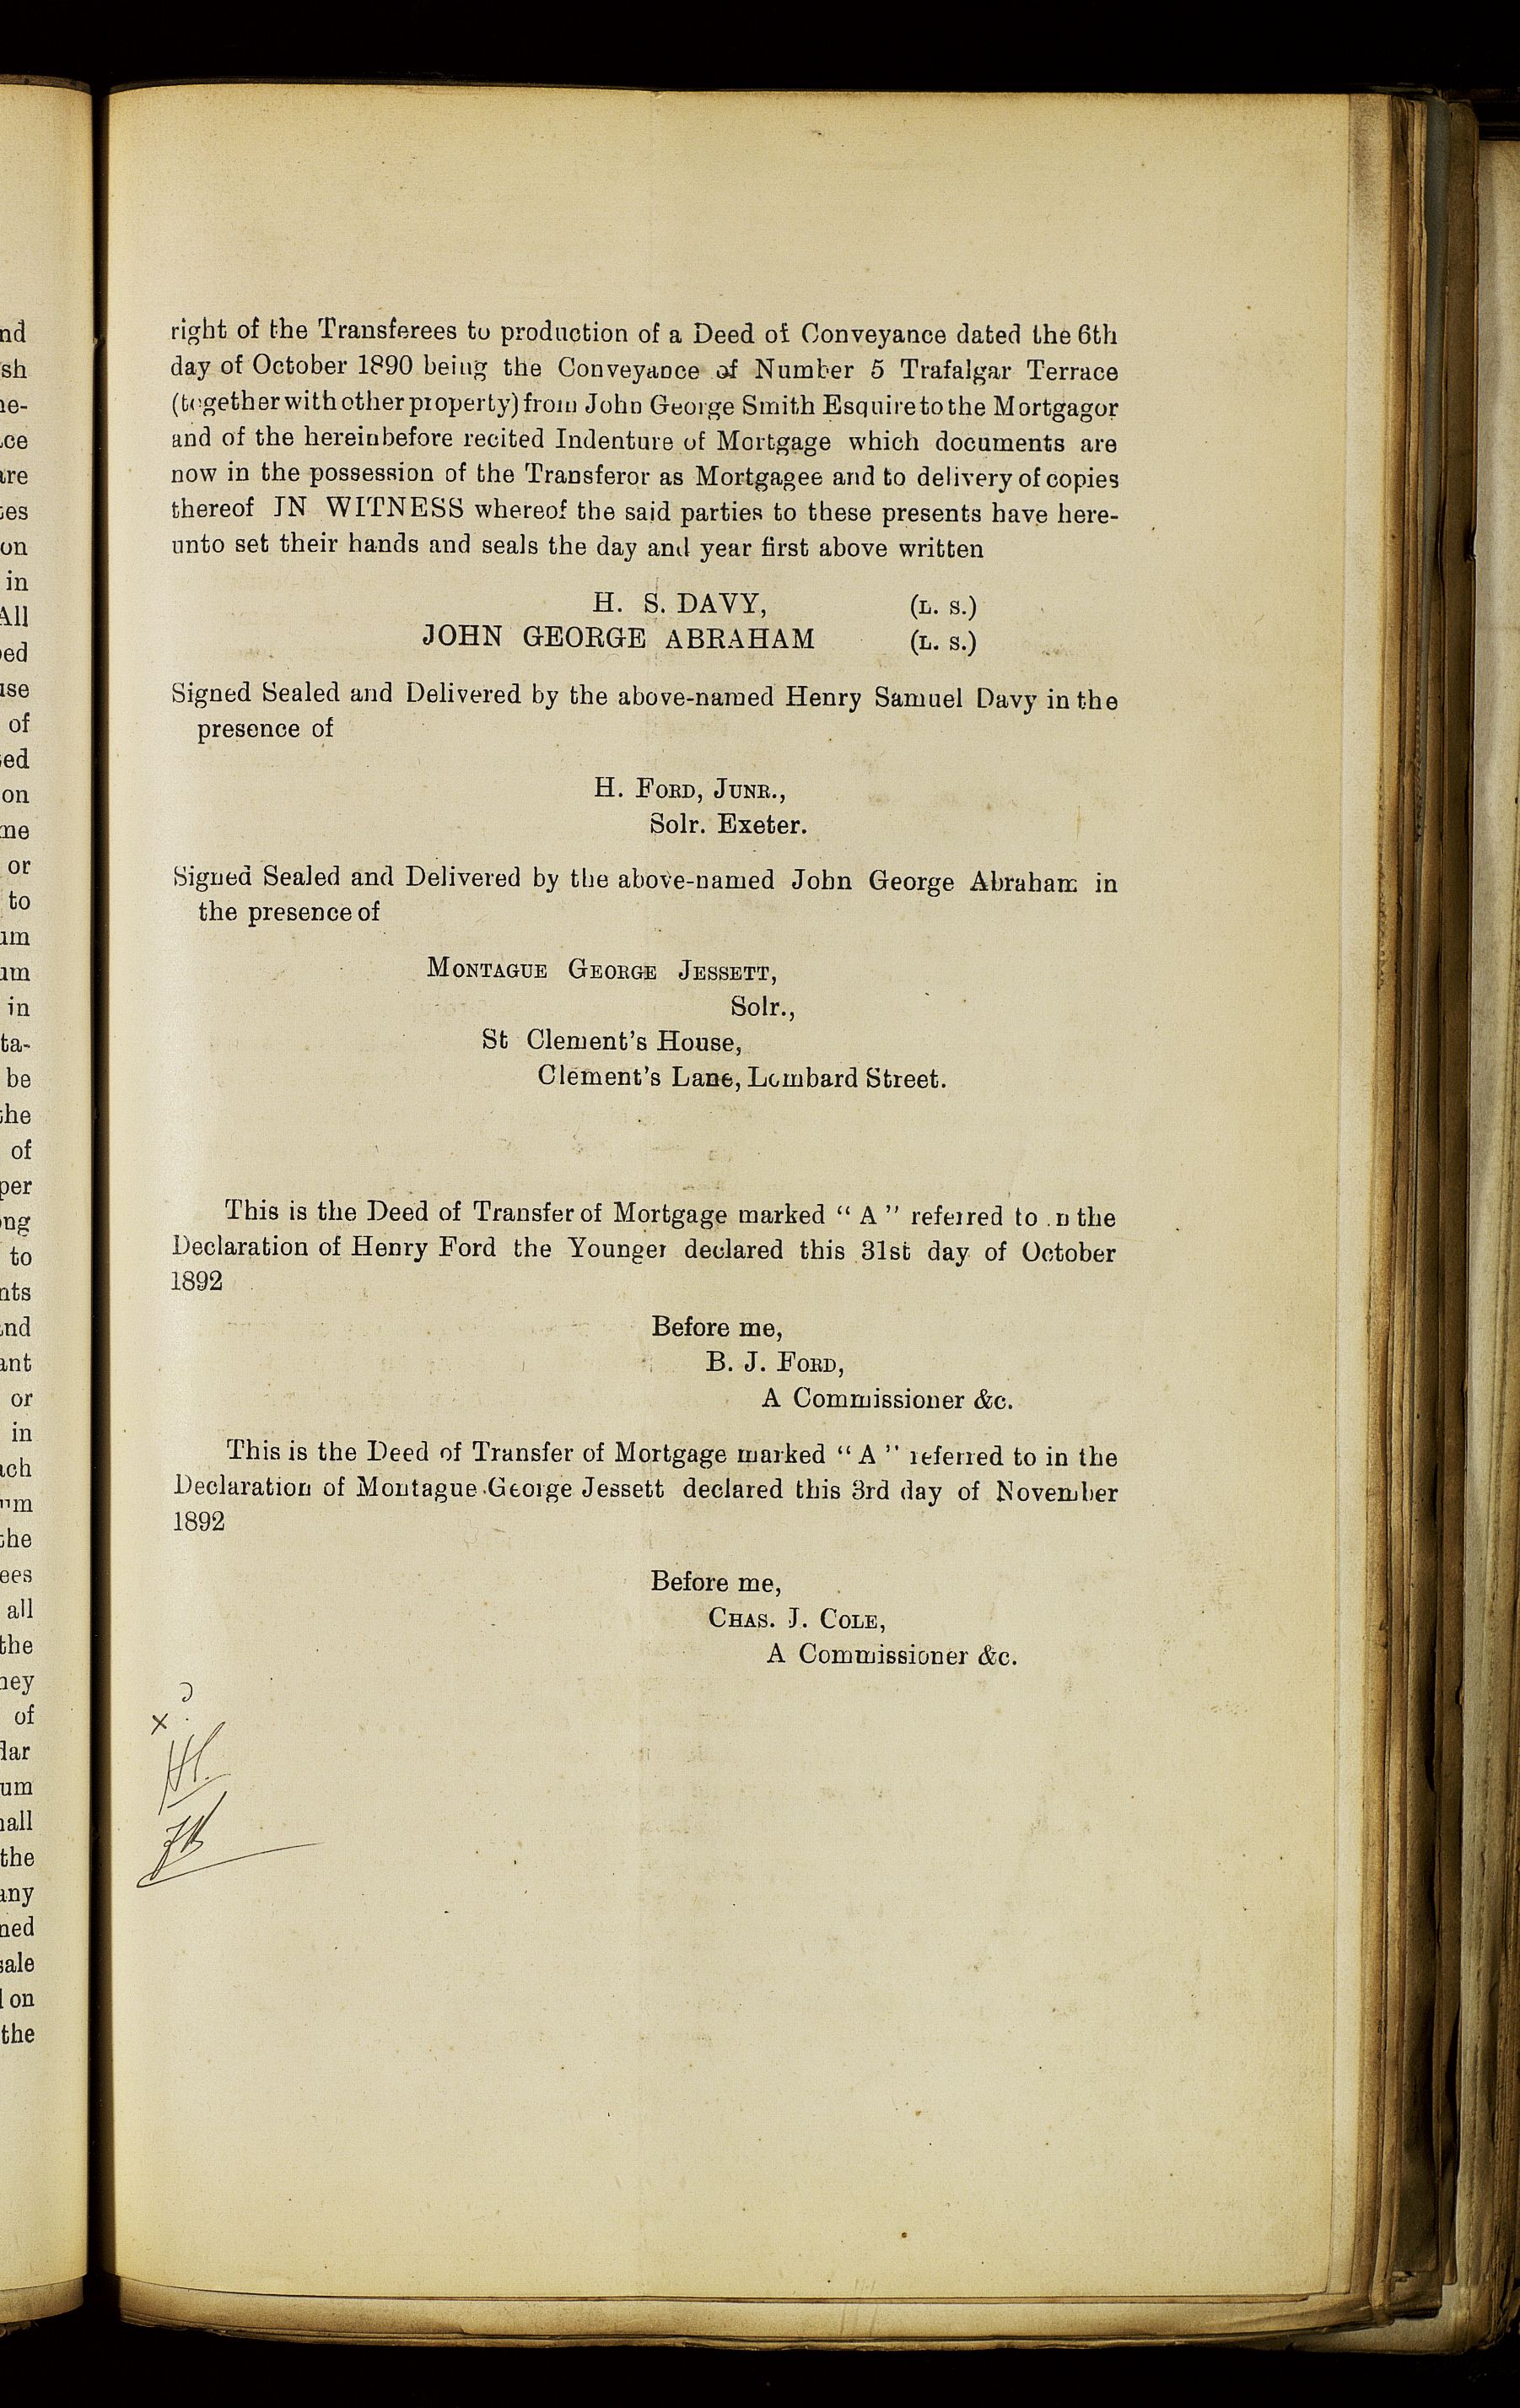 right of the Transferees to production of a Deed of Conveyance dated the 6th
day of October 1890 being the Conveyance of Number 5 Trafalgar Terrace
(together with other property) from John George Smith Esquire to the Mortgagor
and of the hereinbefore recited Indenture of Mortgage which documents are
now in the possession of the Transferor as Mortgagee and to delivery of copies
thereof IN WITNESS whereof the said parties to these presents have here-
unto set their hands and seals the day and year first above written
H. S. DAVY, (L. S.)
JOHN GEORGE ABRAHAM (L. S.)
Signed Sealed and Delivered by the above-named Henry Samuel Davy in the
presence of
H. FORD, JUNR.,
Solr. Exeter.
Signed Sealed and Delivered by the above-named John George Abraham in
the presence of
MONTAGUE GEORGE JESSETT,
Solr.,
St Clement's House,
Clement's Lane, Lombard Street.
This is the Deed of Transfer of Mortgage marked "A" referred to in the
Declaration of Henry Ford the Younger declared this 31st day of October
1892
Before me,
B. J. FORD,
A Commissioner &c.
This is the Deed of Transfer of Mortgage marked "A" referred to in the
Declaration of Montague George Jessett declared this 3rd day of November
1892
Before me,
CHAS. J. COLE,
A Commissioner &c.